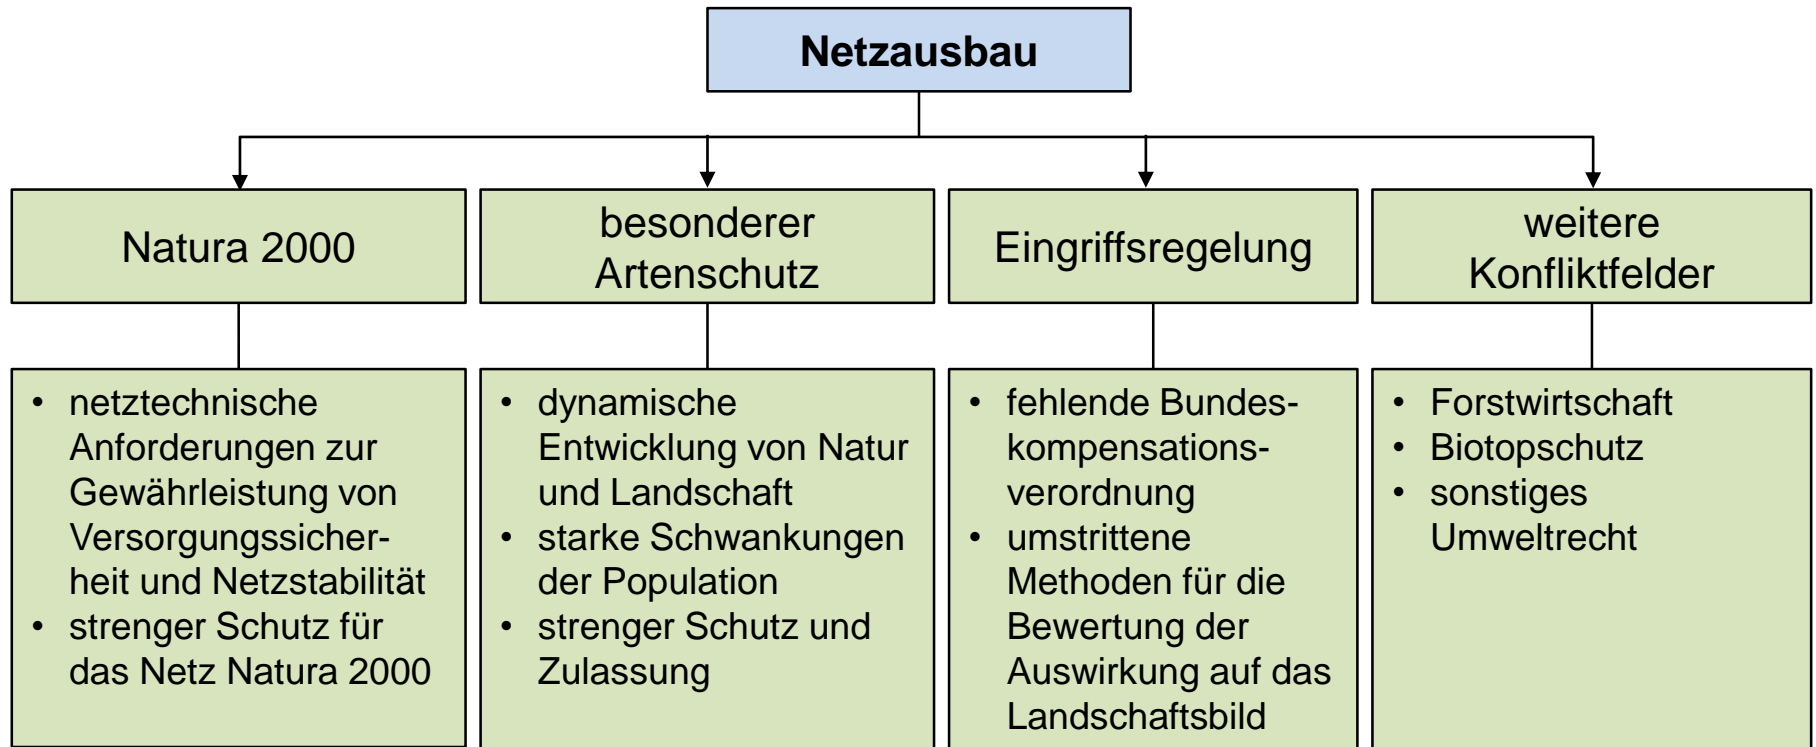 Netzausbau
Natura 2000
besonderer
Artenschutz
Eingriffsregelung
weitere
Konfliktfelder
• netztechnische
Anforderungen zur
Gewährleistung von
Versorgungssicher-
heit und Netzstabilität
• strenger Schutz für
das Netz Natura 2000
• dynamische
Entwicklung von Natur
und Landschaft
• starke Schwankungen
der Population
• strenger Schutz und
Zulassung
• fehlende Bundes-
kompensations-
verordnung
• umstrittene
Methoden für die
Bewertung der
Auswirkung auf das
Landschaftsbild
• Forstwirtschaft
• Biotopschutz
• sonstiges
Umweltrecht